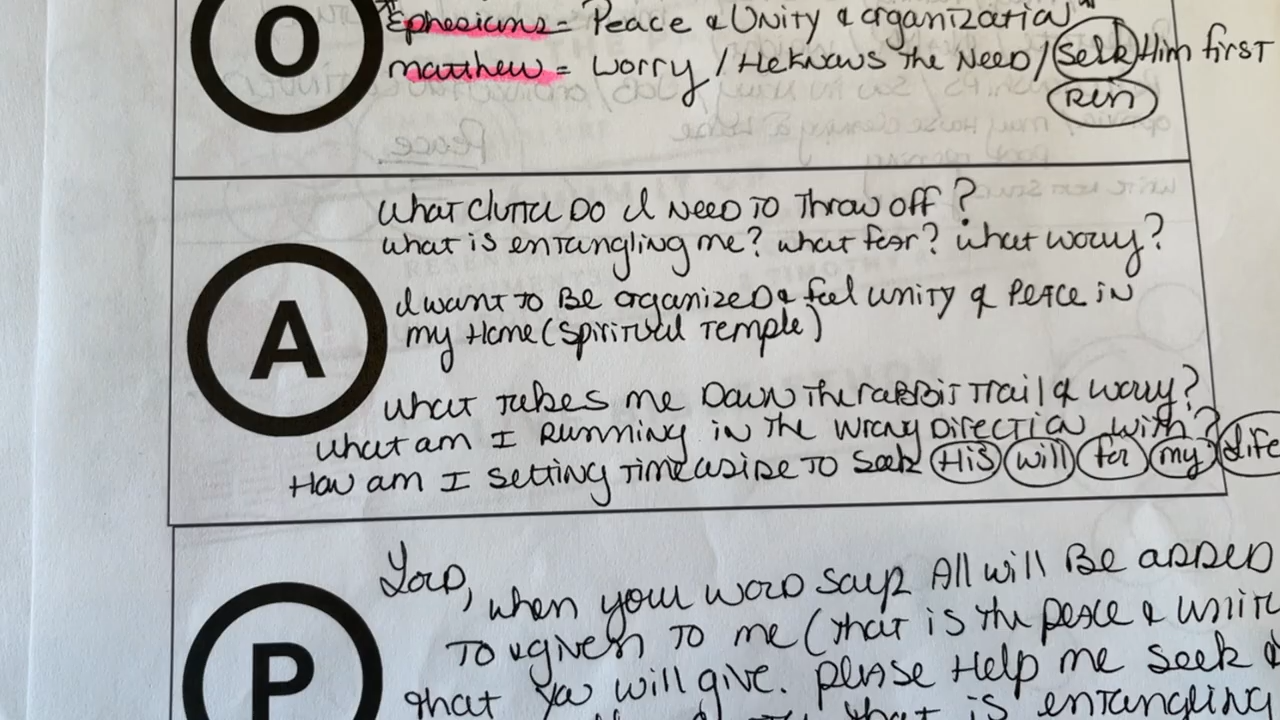 O
Ephesians = Peace & Unity & organization
matthew = worry / He knows the Need / Seek Him first
Run
A
What clutter Do I Need To Throw off?
what is entangling me? what fear? what worry?
I want to Be organized & feel unity & Peace in
my Home (Spiritual Temple)
what takes me Down The rabbit Trail of worry?
what am I Running in The Wrong Direction with?
How am I setting Time aside To Seek His will for my life
P
Lord,
when your word says All will Be added
To & given To me (that is the peace & unity
that You will give. Please Help me Seek
that is entangling